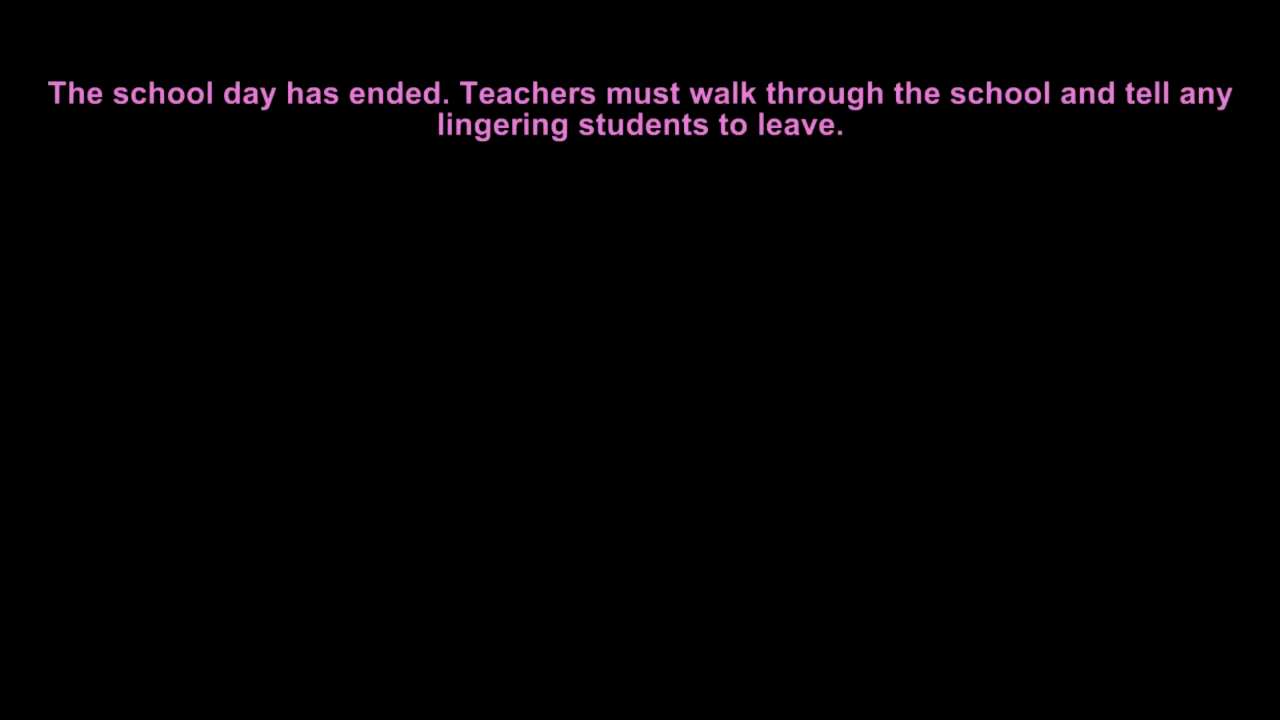 The school day has ended. Teachers must walk through the school and tell any
lingering students to leave.